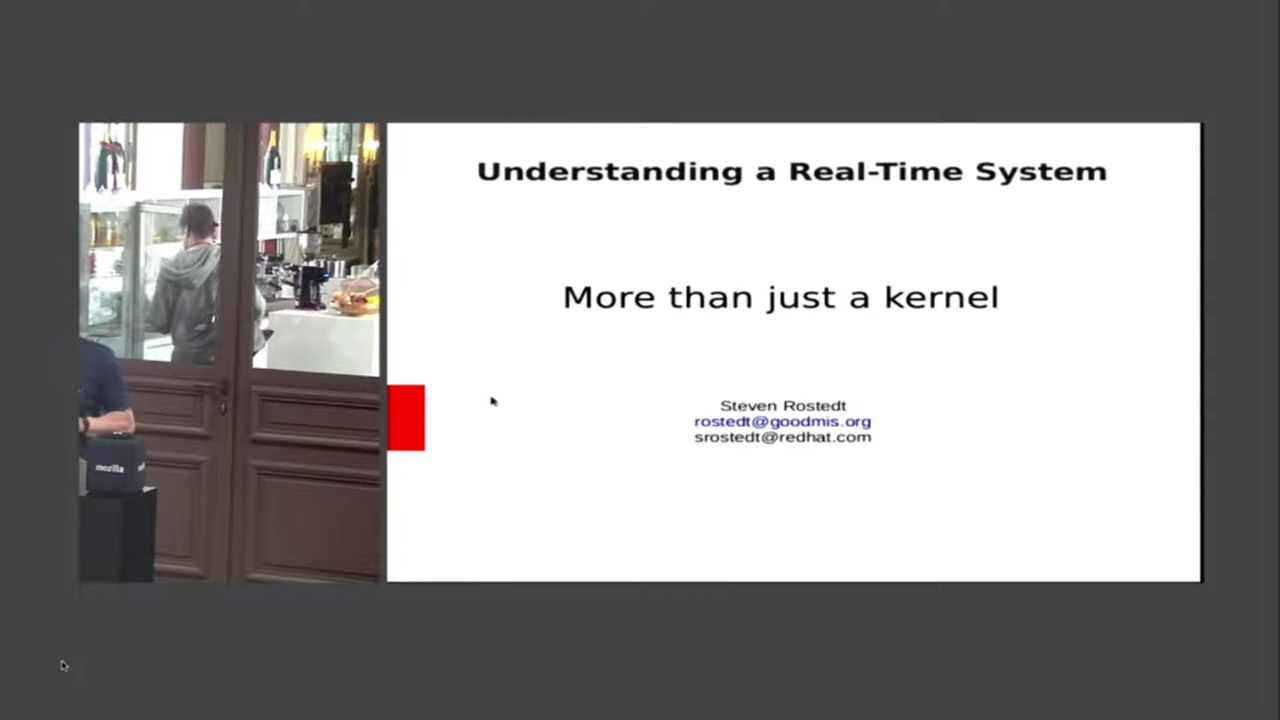 Understanding a Real-Time System
More than just a kernel
Steven Rostedt
rostedt@goodmis.org
srostedt@redhat.com
mozilla